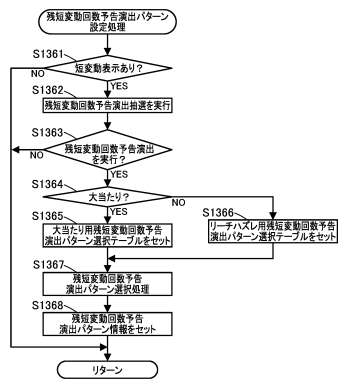 残短変動回数予告演出パターン
設定処理
S1361
短変動表示あり？
NO
YES
S1362
残短変動回数予告演出抽選を実行
S1363
残短変動回数予告演出
を実行？
NO
YES
S1364
大当たり？
NO
YES
S1365
大当たり用残短変動回数予告
演出パターン選択テーブルをセット
S1366
リーチハズレ用残短変動回数予告
演出パターン選択テーブルをセット
S1367
残短変動回数予告
演出パターン選択処理
S1368
残短変動回数予告
演出パターン情報をセット
リターン